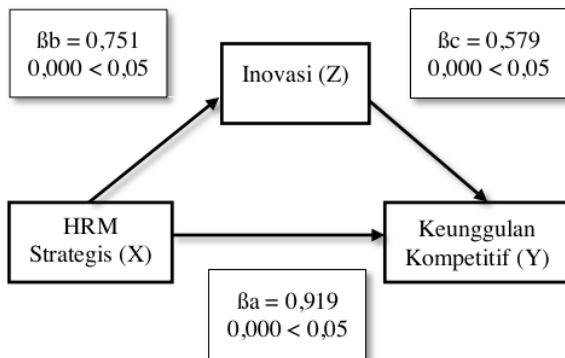 ßb = 0,751
0,000 < 0,05
Inovasi (Z)
ßc = 0,579
0,000 < 0,05
HRM
Strategis (X)
Keunggulan
Kompetitif (Y)
ßa = 0,919
0,000 < 0,05